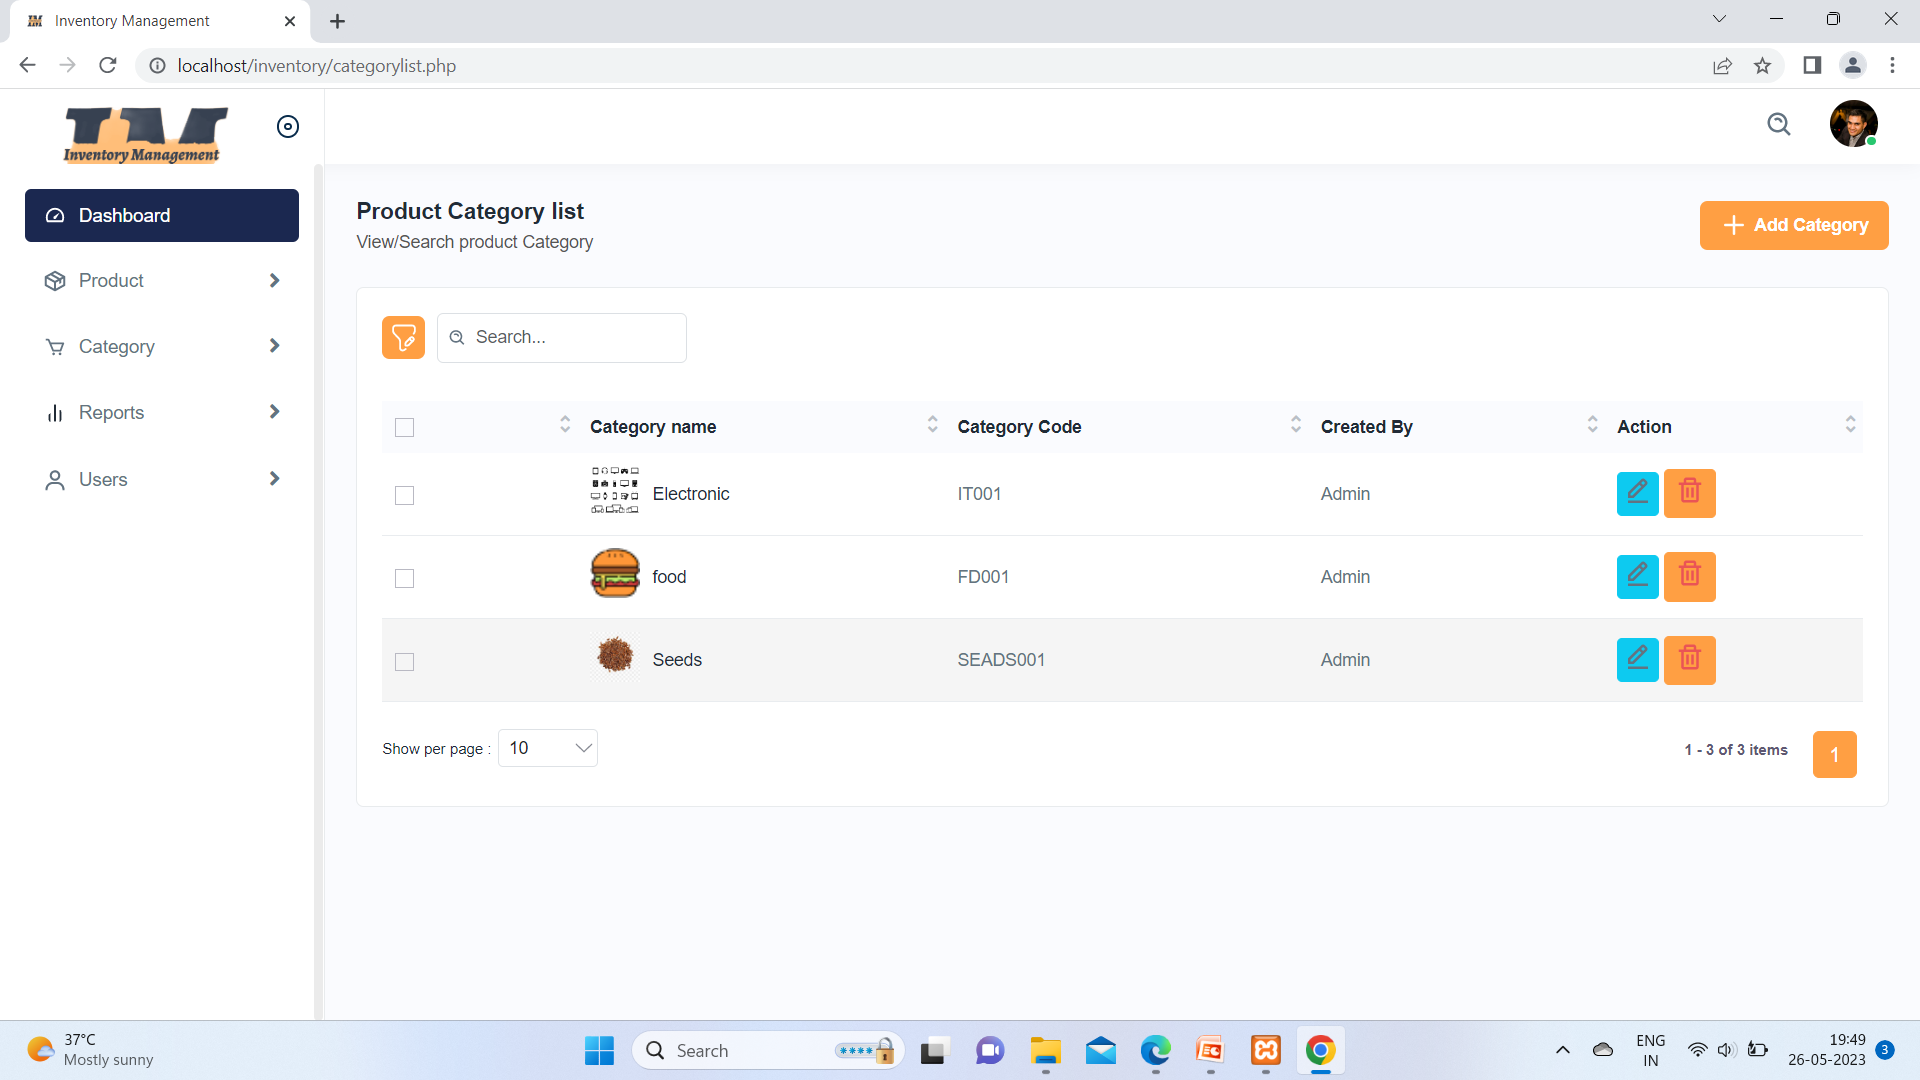 Inventory Management
localhost/inventory/categorylist.php
Inventory Management
Dashboard
Product
Category
Reports
Users
Product Category list
View/Search product Category
Add Category
Search...
Category name
Category Code
Created By
Action
Electronic
IT001
Admin
food
FD001
Admin
Seeds
SEADS001
Admin
Show per page :
10
1 - 3 of 3 items
1
37°C
Mostly sunny
Search
ENG
IN
19:49
26-05-2023
3